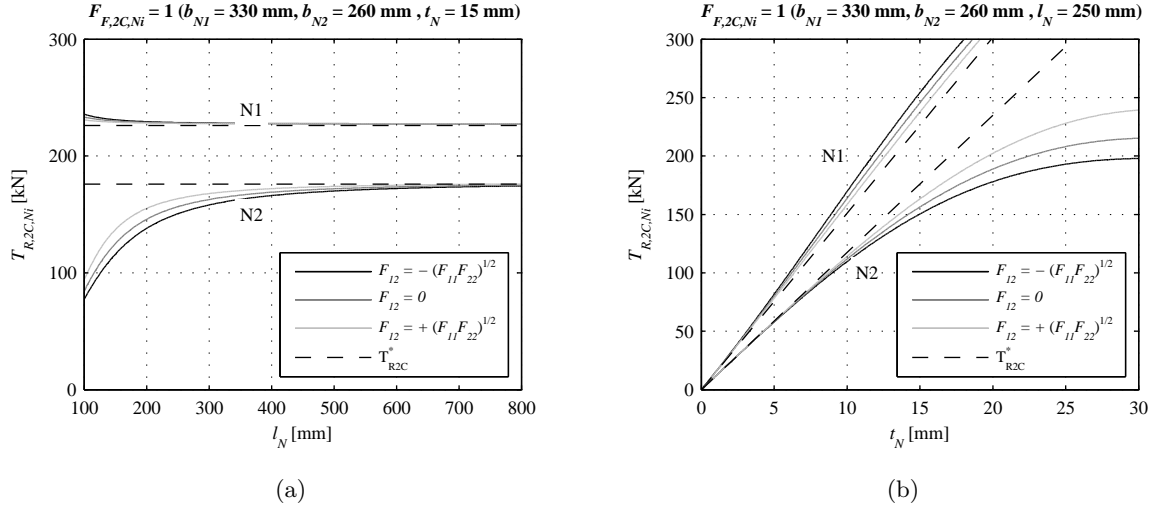 F_{F,2C,Ni} = 1 (b_{N1} = 330 mm, b_{N2} = 260 mm , t_N = 15 mm)
300
200
100
0
T_{R,2C,Ni} [kN]
N1
N2
F_{12} = − (F_{11}F_{22})^{1/2}
F_{12} = 0
F_{12} = + (F_{11}F_{22})^{1/2}
T^*_{R2C}
100 200 300 400 500 600 700 800
l_N [mm]
(a)
F_{F,2C,Ni} = 1 (b_{N1} = 330 mm, b_{N2} = 260 mm , l_N = 250 mm)
300
250
200
150
100
50
0
T_{R,2C,Ni} [kN]
N1
N2
F_{12} = − (F_{11}F_{22})^{1/2}
F_{12} = 0
F_{12} = + (F_{11}F_{22})^{1/2}
T^*_{R2C}
0 5 10 15 20 25 30
t_N [mm]
(b)